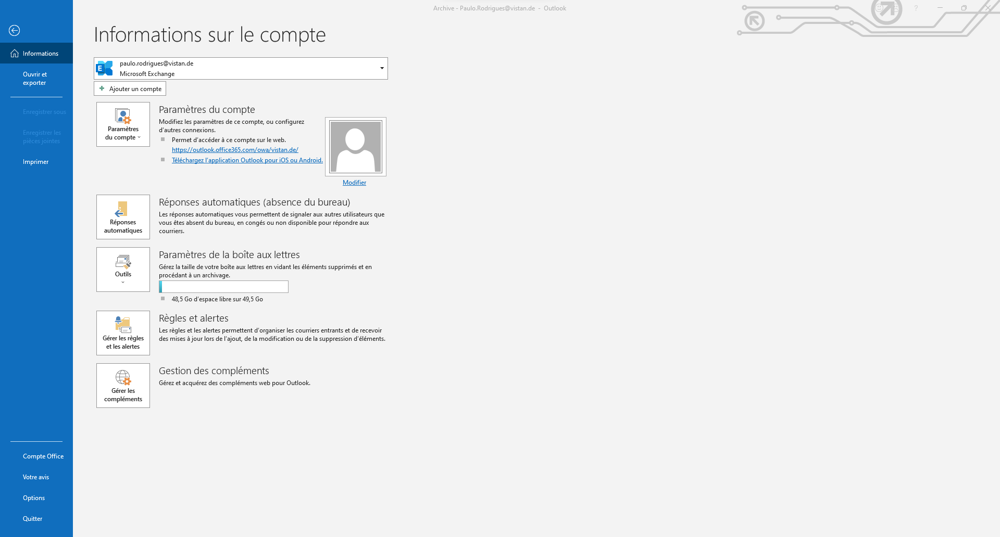 Archive - Paulo.Rodrigues@vistan.de - Outlook
?
Informations
Ouvrir et
exporter
Enregistrer sous
Enregistrer les
pièces jointes
Imprimer
Compte Office
Votre avis
Options
Quitter
Informations sur le compte
E
paulo.rodrigues@vistan.de
Microsoft Exchange
Ajouter un compte
Paramètres
du compte
Paramètres du compte
Modifiez les paramètres de ce compte, ou configurez
d'autres connexions.
Permet d'accéder à ce compte sur le web.
https://outlook.office365.com/owa/vistan.de/
Téléchargez l'application Outlook pour iOS ou Android.
Modifier
Réponses
automatiques
Réponses automatiques (absence du bureau)
Les réponses automatiques vous permettent de signaler aux autres utilisateurs que
vous êtes absent du bureau, en congés ou non disponible pour répondre aux
courriers.
Outils
Paramètres de la boîte aux lettres
Gérez la taille de votre boîte aux lettres en vidant les éléments supprimés et en
procédant à un archivage.
48,5 Go d'espace libre sur 49,5 Go
Gérer les règles
et les alertes
Règles et alertes
Les règles et les alertes permettent d'organiser les courriers entrants et de recevoir
des mises à jour lors de l'ajout, de la modification ou de la suppression d'éléments.
Gérer les
compléments
Gestion des compléments
Gérez et acquérez des compléments web pour Outlook.